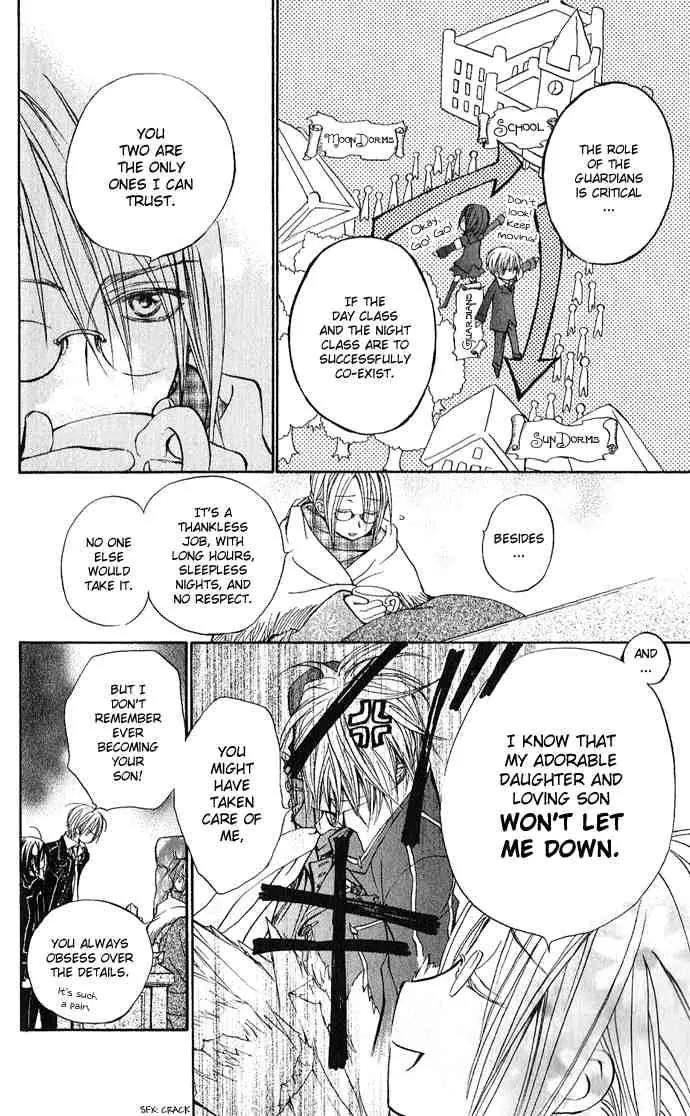 THE ROLE
OF THE
GUARDIANS
IS CRITICAL
...
SCHOOL
MOON DORMS
Don't
look!
Keep
moving!
Okay,
Go! Go!
GUARDIANS
SUN DORMS
IF THE
DAY CLASS
AND THE NIGHT
CLASS ARE TO
SUCCESSFULLY
CO-EXIST.
YOU
TWO ARE
THE ONLY
ONES I CAN
TRUST.
BESIDES
...
IT'S A
THANKLESS
JOB, WITH
LONG HOURS,
SLEEPLESS
NIGHTS, AND
NO RESPECT.
NO ONE
ELSE
WOULD
TAKE IT.
AND
...
I KNOW THAT
MY ADORABLE
DAUGHTER AND
LOVING SON
WON'T LET
ME DOWN.
YOU
MIGHT
HAVE
TAKEN
CARE OF
ME,
BUT I
DON'T
REMEMBER
EVER
BECOMING
YOUR
SON!
YOU ALWAYS
OBSESS OVER
THE DETAILS.
It's such
a pain.
SFX: CRACK